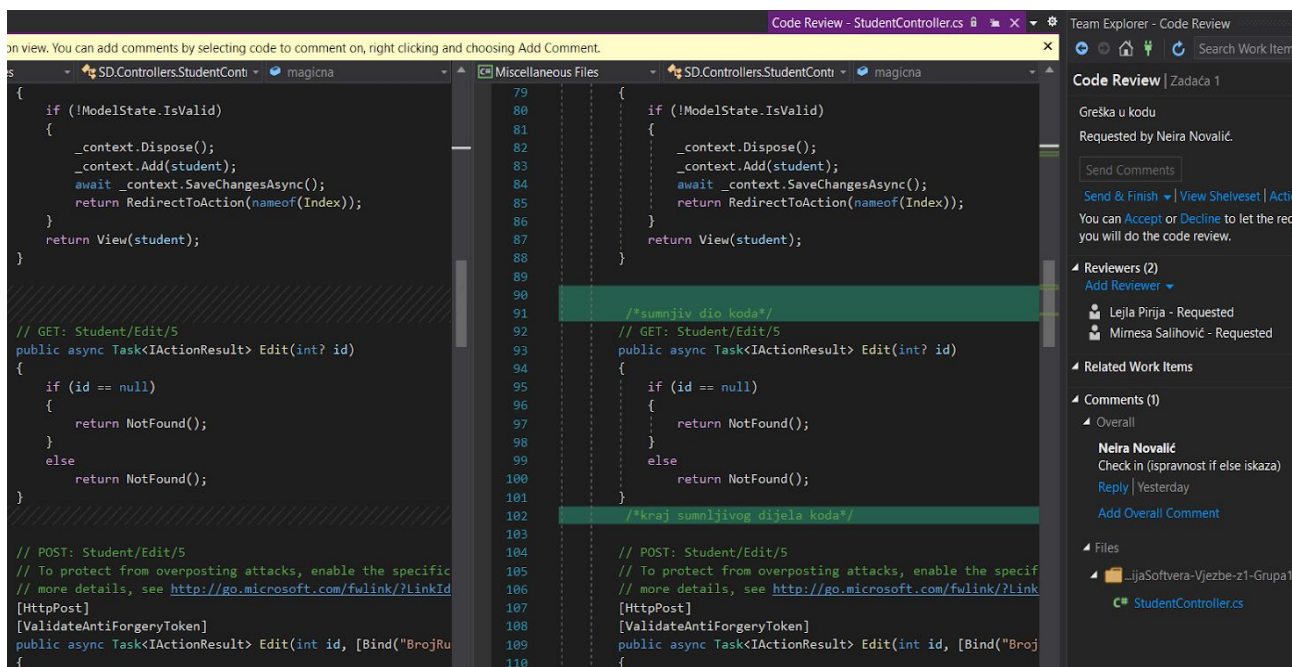 Code Review - StudentController.cs
Team Explorer - Code Review
on view. You can add comments by selecting code to comment on, right clicking and choosing Add Comment.
Search Work Item
SD.Controllers.StudentConti
magicna
C# Miscellaneous Files
SD.Controllers.StudentConti
magicna
{
if (!ModelState.IsValid)
{
_context.Dispose();
_context.Add(student);
await _context.SaveChangesAsync();
return RedirectToAction(nameof(Index));
}
return View(student);
}
// GET: Student/Edit/5
public async Task<IActionResult> Edit(int? id)
{
if (id == null)
{
return NotFound();
}
else
return NotFound();
}
// POST: Student/Edit/5
// To protect from overposting attacks, enable the specific
// more details, see http://go.microsoft.com/fwlink/?LinkId
[HttpPost]
[ValidateAntiForgeryToken]
public async Task<IActionResult> Edit(int id, [Bind("BrojRu
{
79 {
80 if (!ModelState.IsValid)
81 {
82 _context.Dispose();
83 _context.Add(student);
84 await _context.SaveChangesAsync();
85 return RedirectToAction(nameof(Index));
86 }
87 return View(student);
88 }
89
90
91 /*sumnjiv dio koda*/
92 // GET: Student/Edit/5
93 public async Task<IActionResult> Edit(int? id)
94 {
95 if (id == null)
96 {
97 return NotFound();
98 }
99 else
100 return NotFound();
101 }
102 /*kraj sumnljivog dijela koda*/
103
104 // POST: Student/Edit/5
105 // To protect from overposting attacks, enable the specif
106 // more details, see http://go.microsoft.com/fwlink/?Link
107 [HttpPost]
108 [ValidateAntiForgeryToken]
109 public async Task<IActionResult> Edit(int id, [Bind("Broj
110 {
Code Review | Zadaća 1
Greška u kodu
Requested by Neira Novalić.
Send Comments
Send & Finish | View Shelveset | Acti
You can Accept or Decline to let the rec
you will do the code review.
Reviewers (2)
Add Reviewer
Lejla Pirija - Requested
Mirnesa Salihović - Requested
Related Work Items
Comments (1)
Overall
Neira Novalić
Check in (ispravnost if else iskaza)
Reply | Yesterday
Add Overall Comment
Files
...ijaSoftvera-Vjezbe-z1-Grupa1
C# StudentController.cs